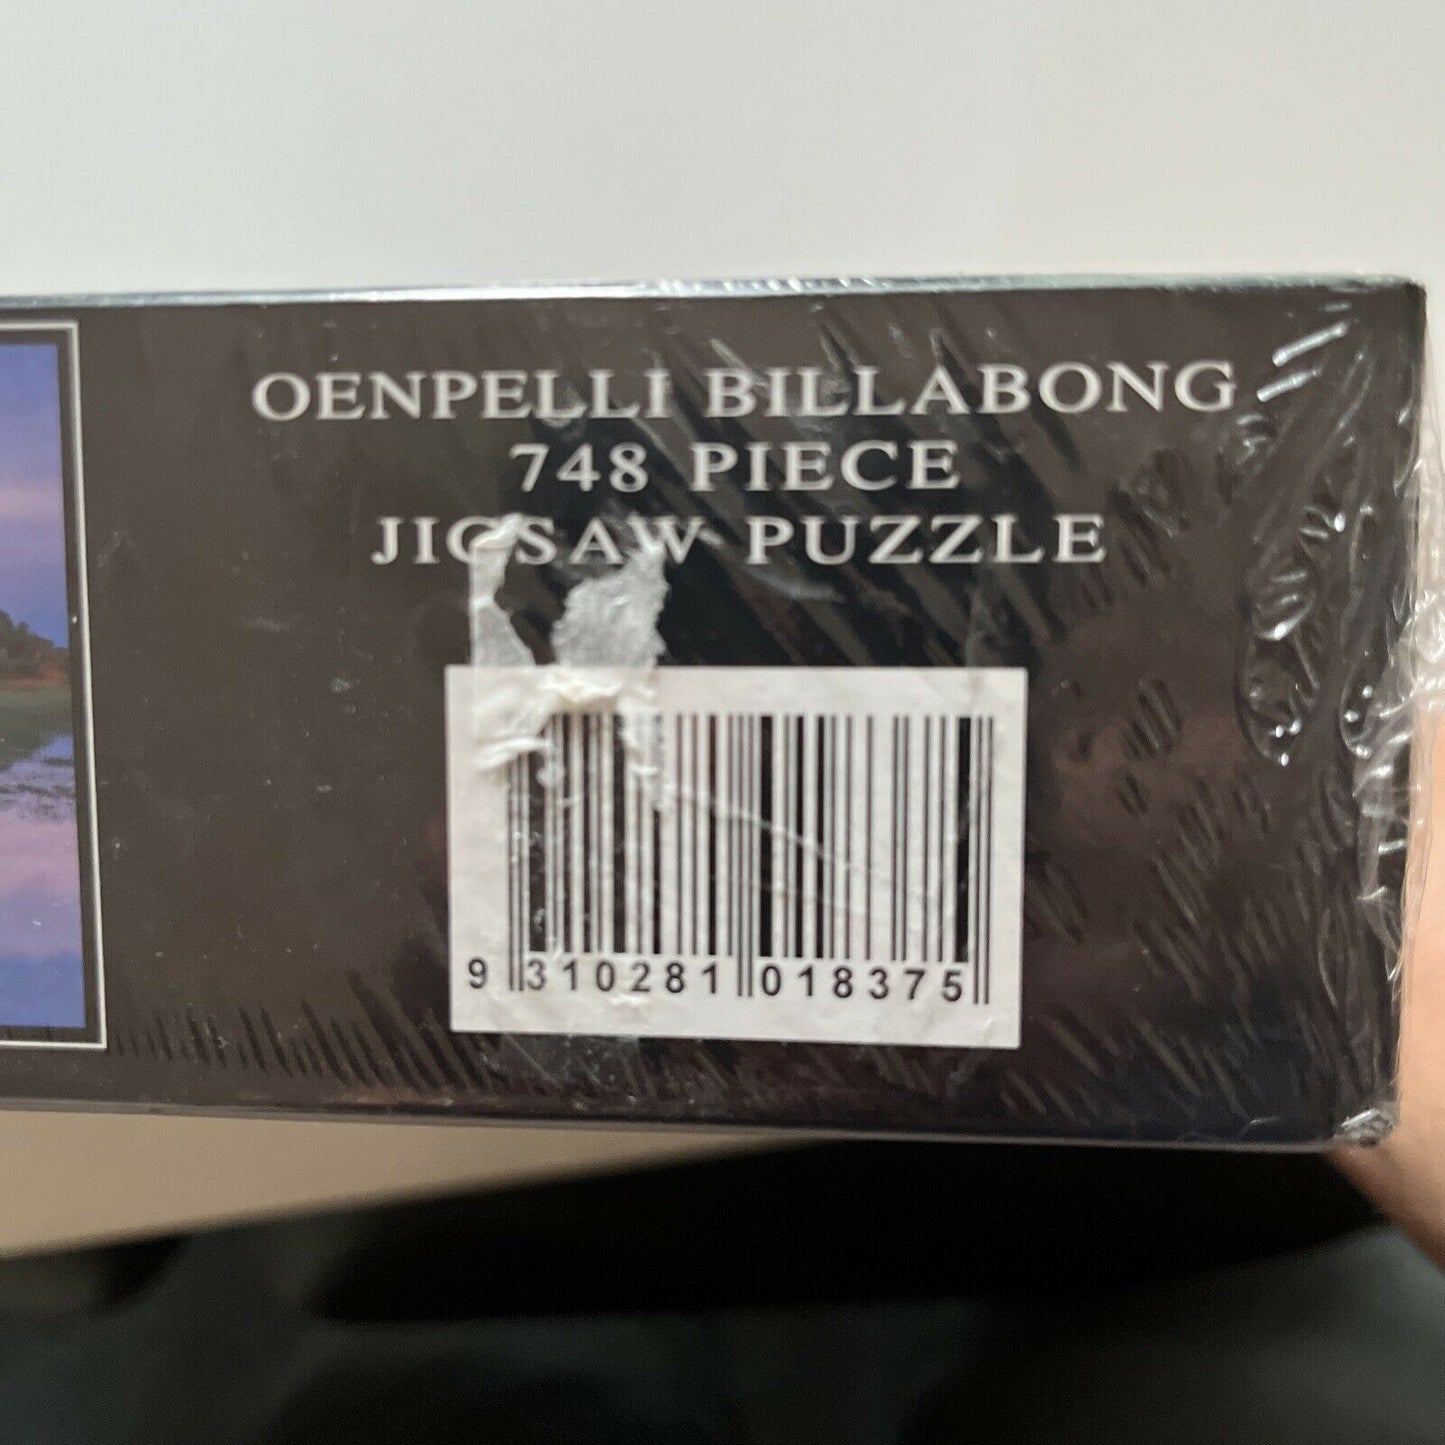 OENPELLI BILLABONG
748 PIECE
JIGSAW PUZZLE
9 310281 018375